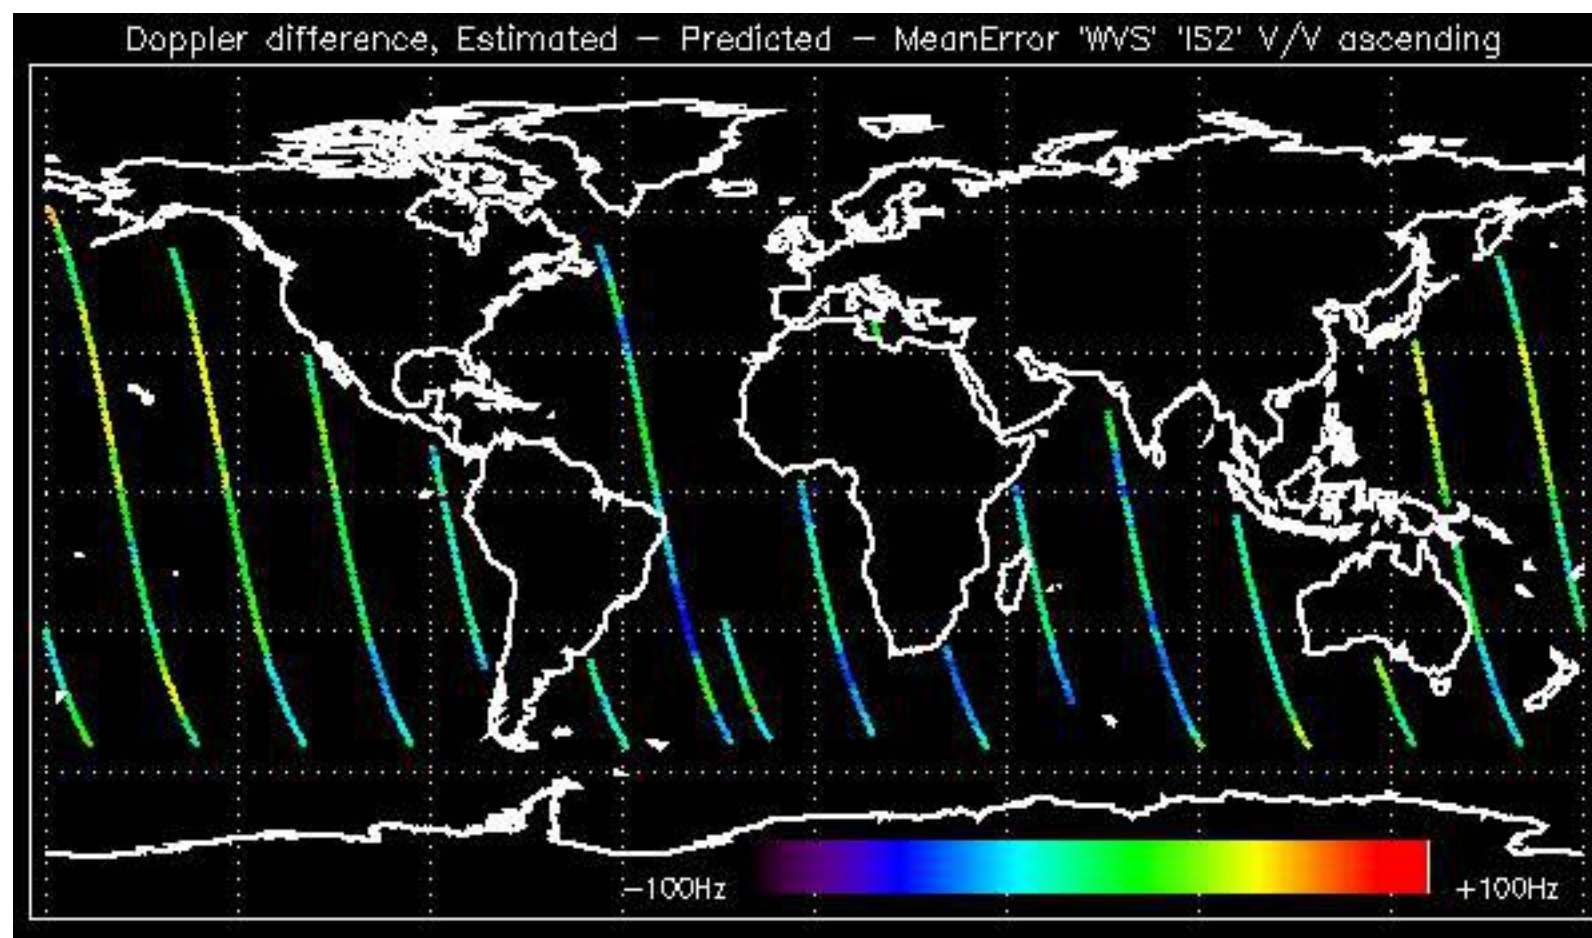 Doppler difference, Estimated – Predicted – MeanError 'WVS' 'IS2' V/V ascending
–100Hz
+100Hz